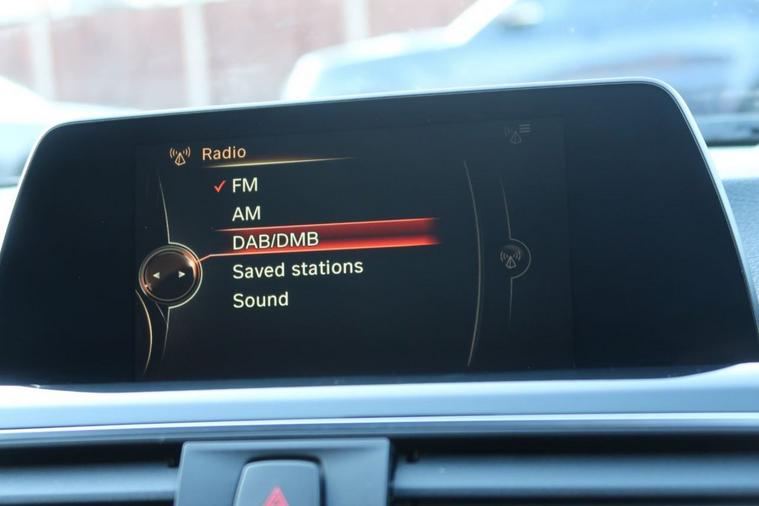 Radio
FM
AM
DAB/DMB
Saved stations
Sound